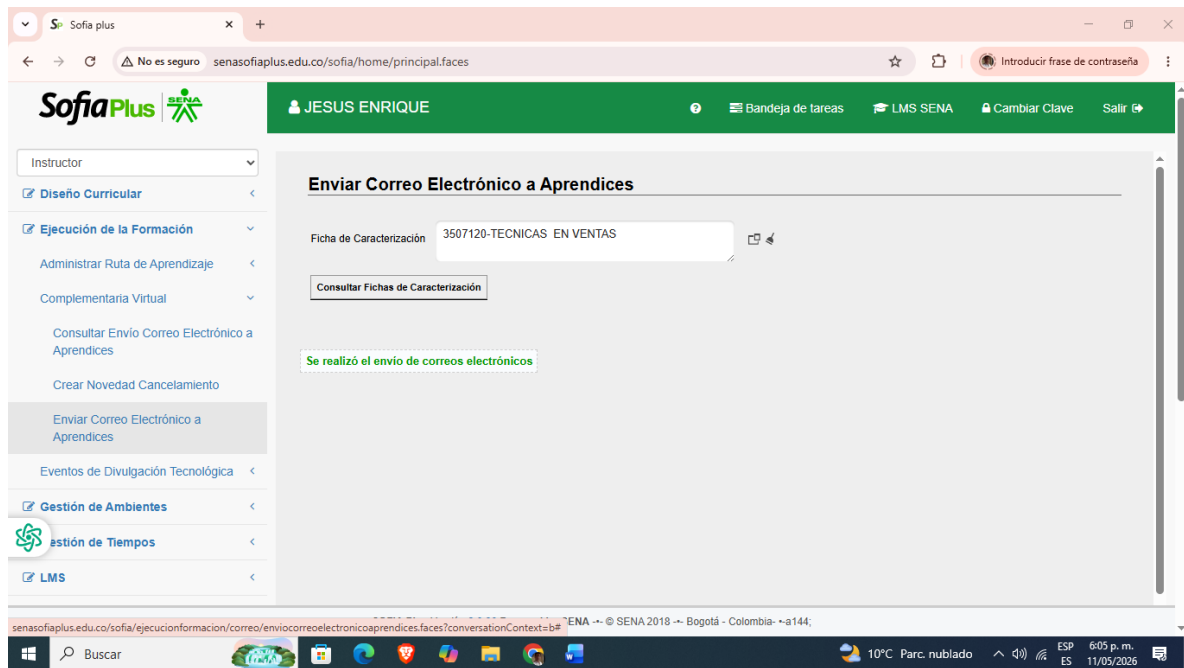 Sofia plus
No es seguro
senasofiaplus.edu.co/sofia/home/principal.faces
Introducir frase de contraseña
SofiaPlus
SENA
JESUS ENRIQUE
Bandeja de tareas
LMS SENA
Cambiar Clave
Salir
Instructor
Diseño Curricular
Ejecución de la Formación
Administrar Ruta de Aprendizaje
Complementaria Virtual
Consultar Envío Correo Electrónico a
Aprendices
Crear Novedad Cancelamiento
Enviar Correo Electrónico a
Aprendices
Eventos de Divulgación Tecnológica
Gestión de Ambientes
estión de Tiempos
LMS
Enviar Correo Electrónico a Aprendices
Ficha de Caracterización
3507120-TECNICAS  EN VENTAS
Consultar Fichas de Caracterización
Se realizó el envío de correos electrónicos
ENA -•- © SENA 2018 -•- Bogotá - Colombia- •-a144;
senasofiaplus.edu.co/sofia/ejecucionformacion/correo/enviocorreoelectronicoaprendices.faces?conversationContext=b#
Buscar
10°C Parc. nublado
ESP
ES
6:05 p. m.
11/05/2026